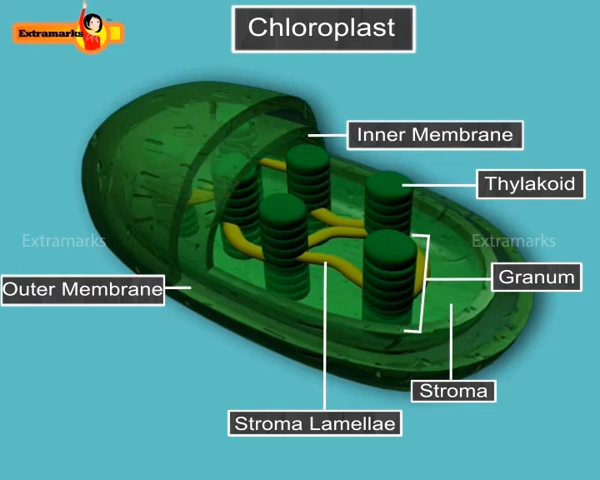 Extramarks
Chloroplast
Inner Membrane
Thylakoid
Extramarks
Extramarks
Granum
Outer Membrane
Stroma
Stroma Lamellae